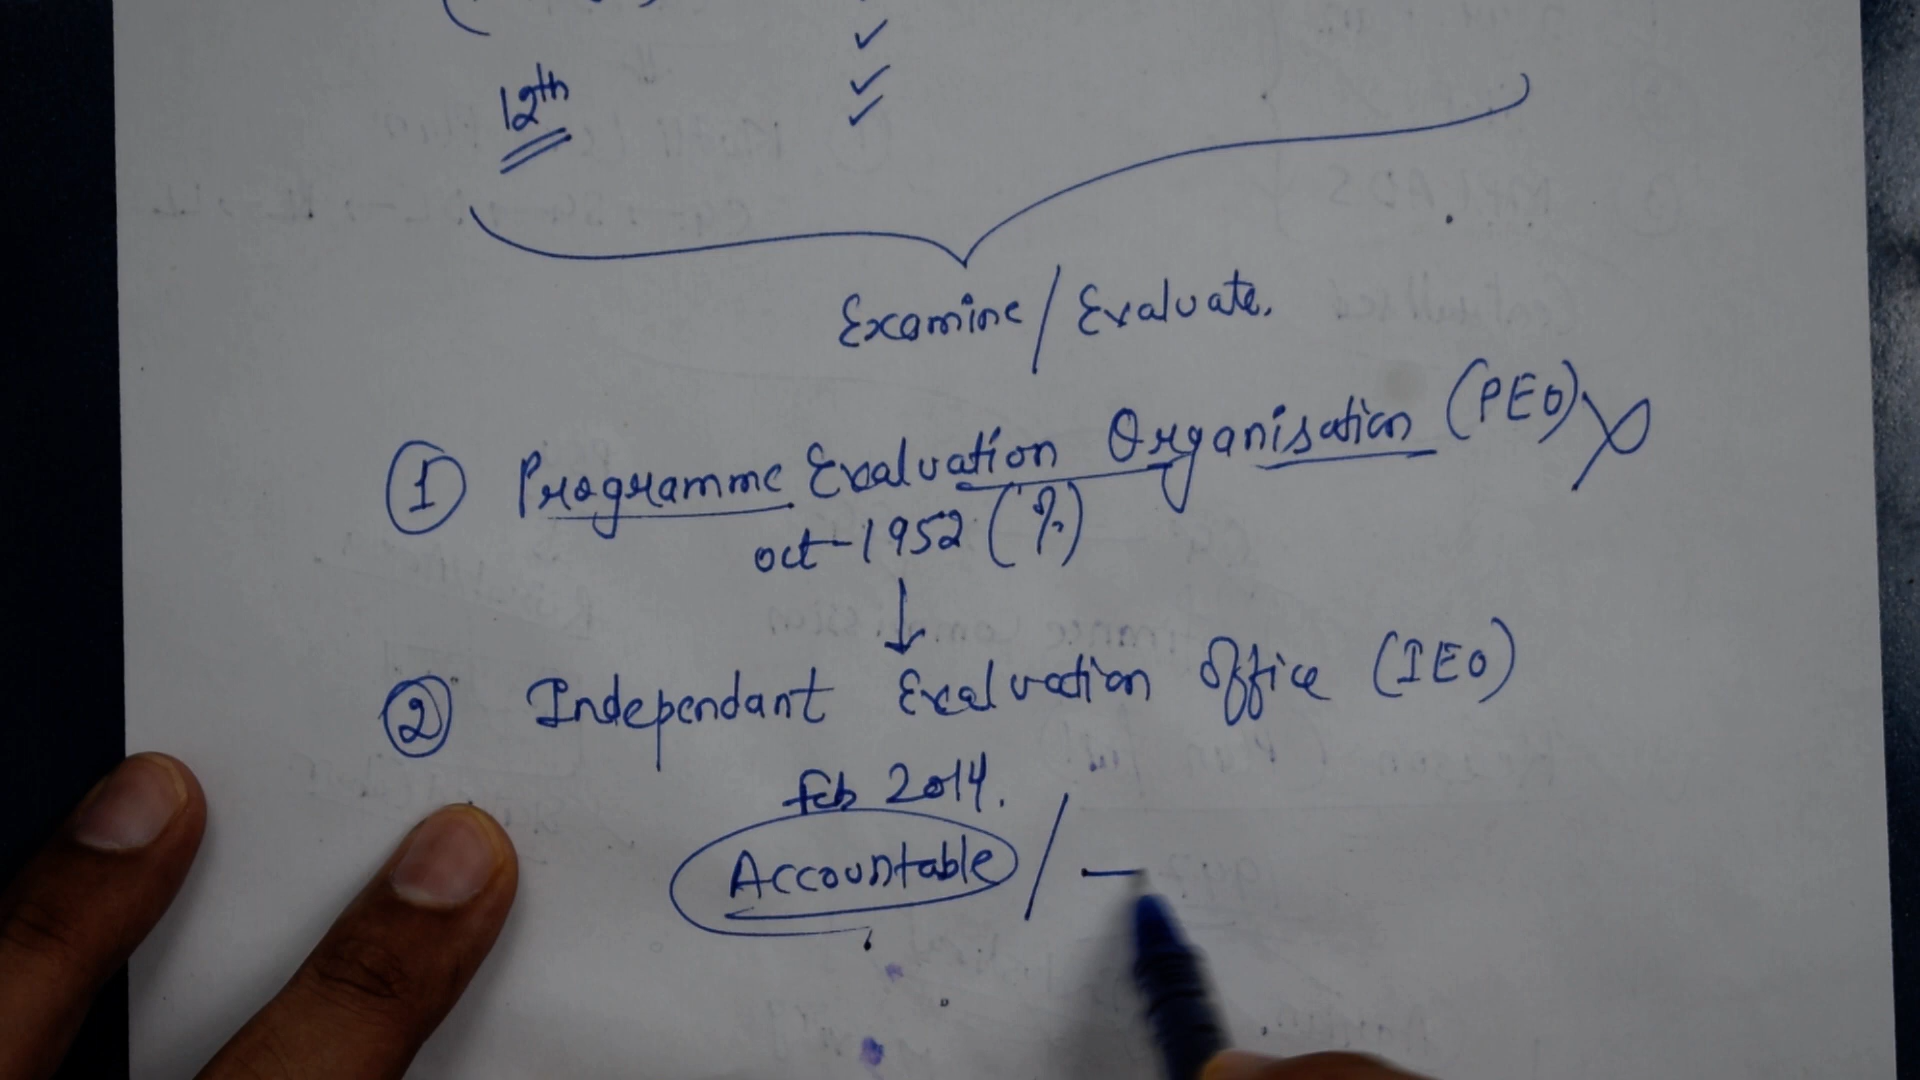 12th
Examine / Evaluate.
① Programme Evaluation Organisation (PEO)
oct-1952 (%)
② Independant Evaluation Office (IEO)
Feb 2014.
Accountable /